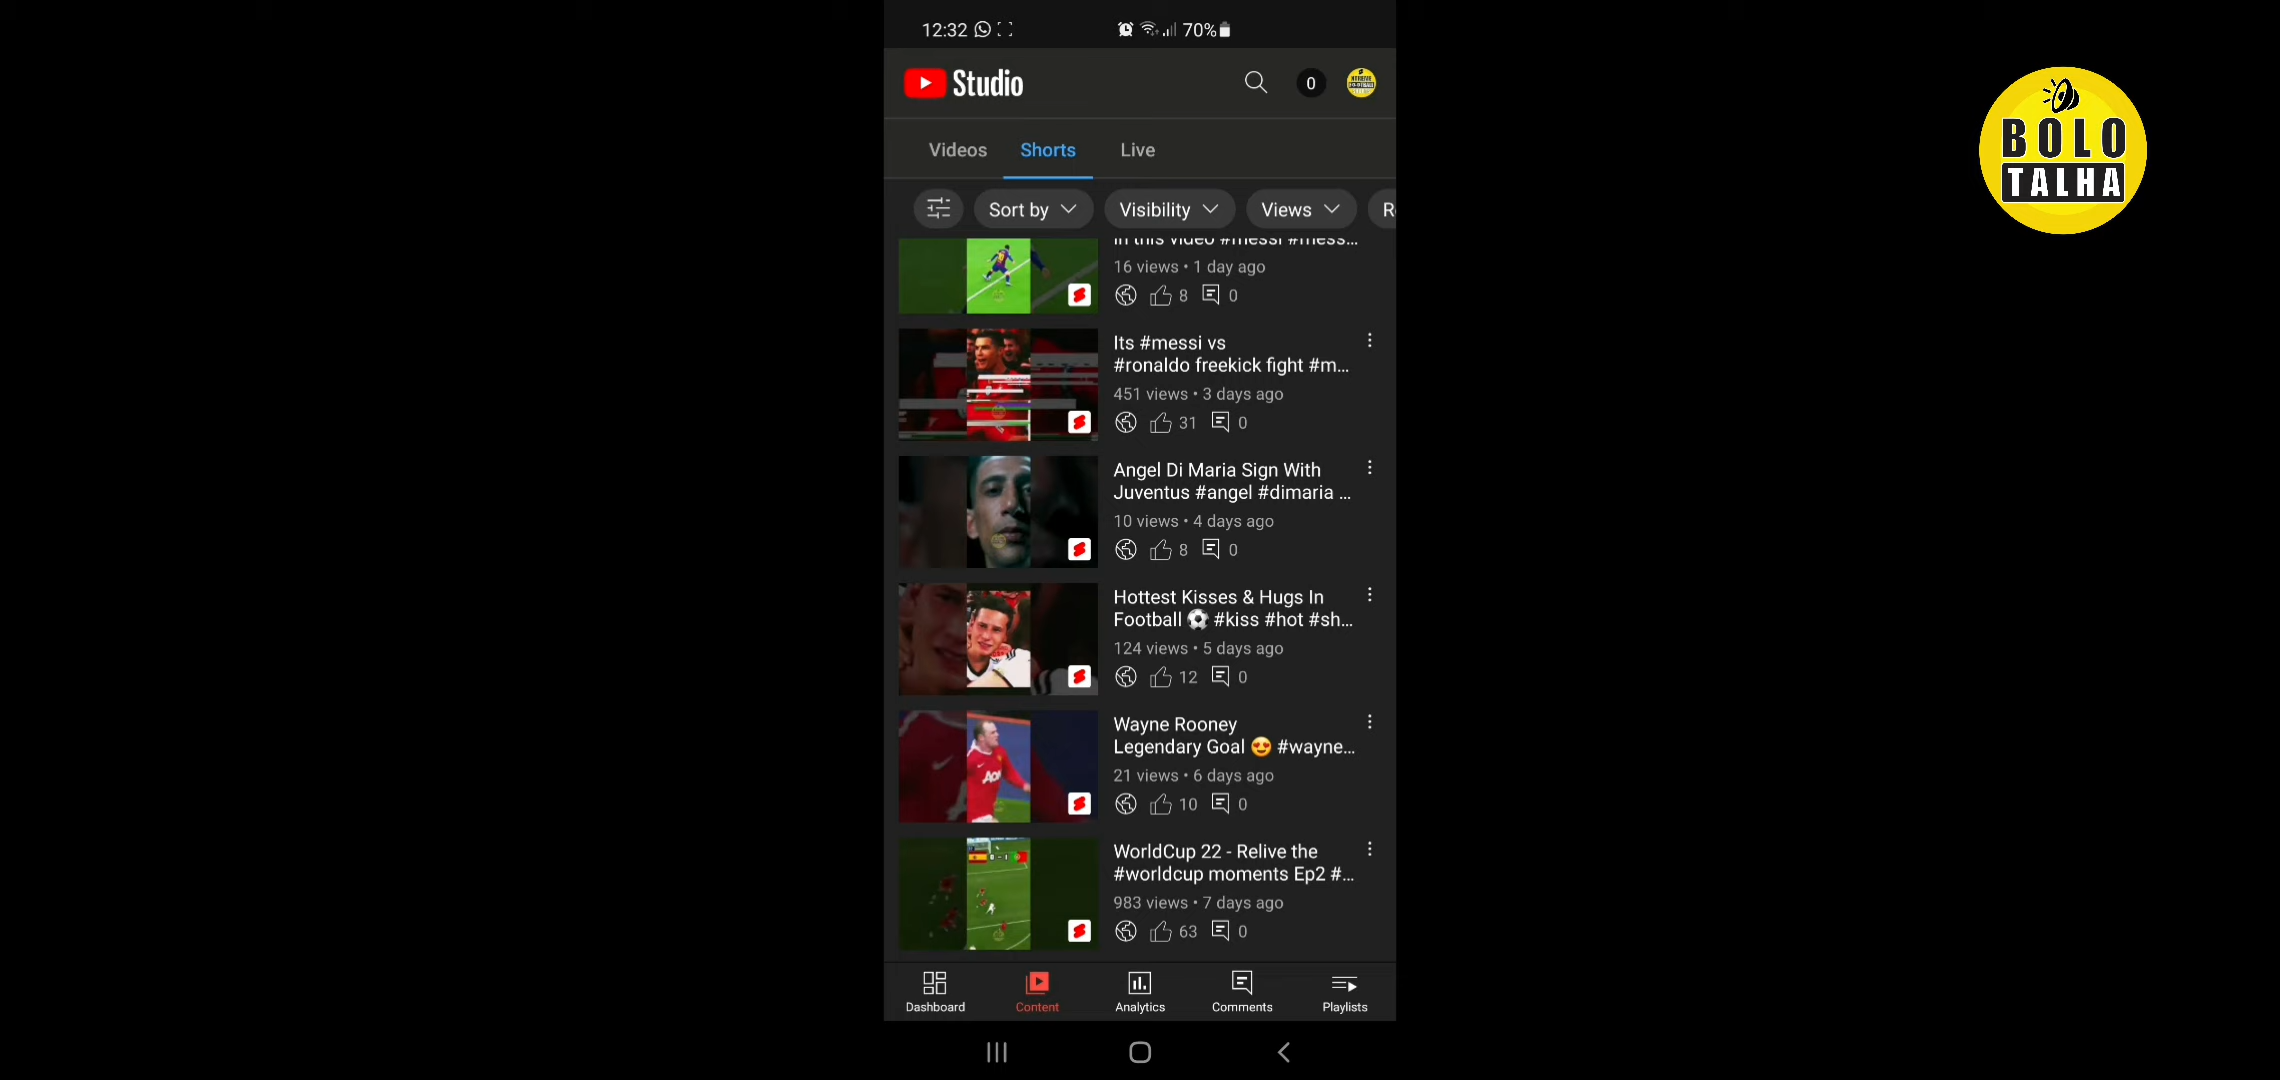 12:32
70%
Studio
0
Videos
Shorts
Live
Sort by
Visibility
Views
In this video #messi #mess...
16 views • 1 day ago
8
0
Its #messi vs
#ronaldo freekick fight #m...
451 views • 3 days ago
31
0
Angel Di Maria Sign With
Juventus #angel #dimaria ...
10 views • 4 days ago
8
0
Hottest Kisses & Hugs In
Football ⚽ #kiss #hot #sh...
124 views • 5 days ago
12
0
Wayne Rooney
Legendary Goal 😍 #wayne...
21 views • 6 days ago
10
0
WorldCup 22 - Relive the
#worldcup moments Ep2 #...
983 views • 7 days ago
63
0
Dashboard
Content
Analytics
Comments
Playlists
BOLO
TALHA